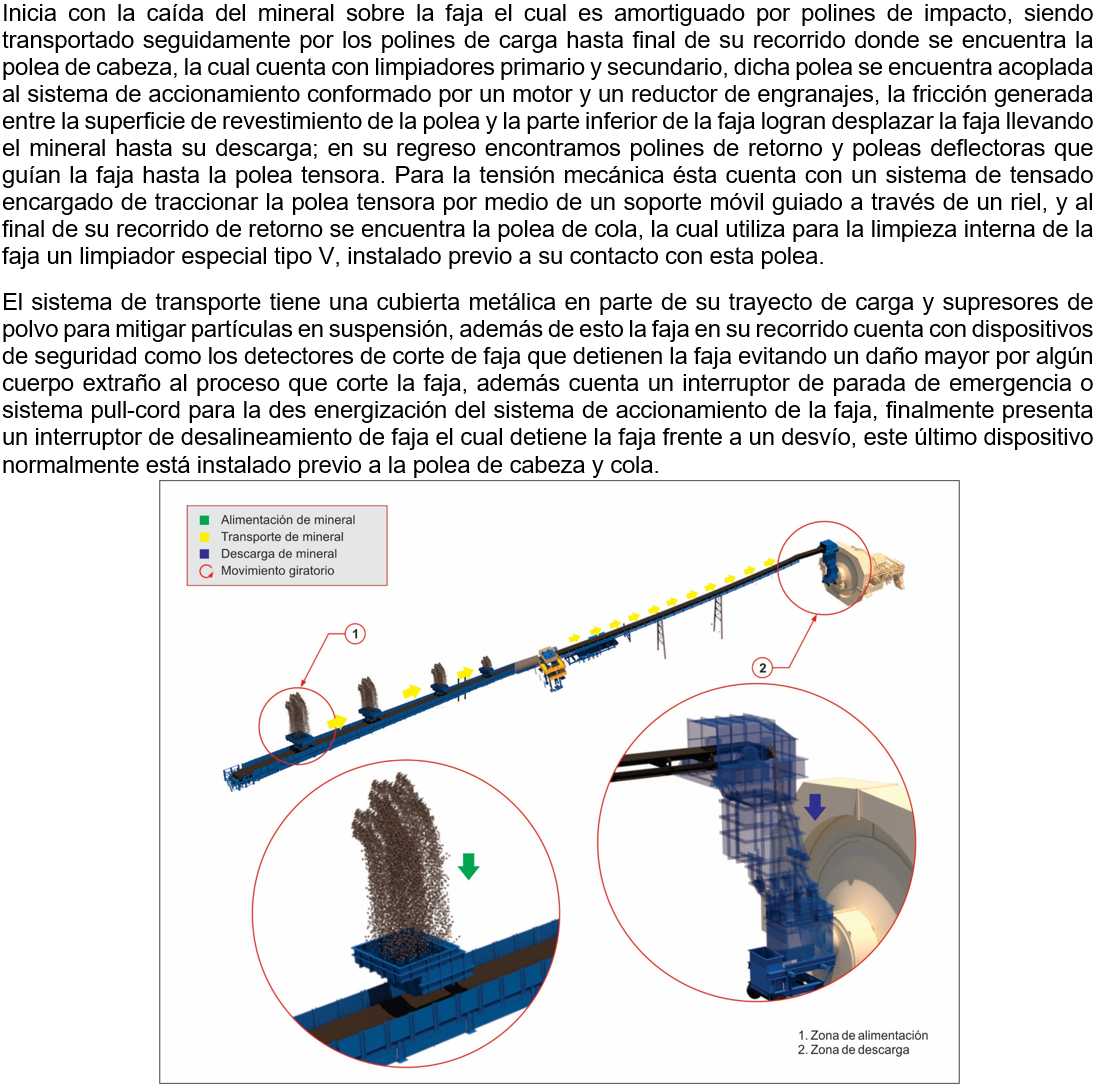 Inicia con la caída del mineral sobre la faja el cual es amortiguado por polines de impacto, siendo
transportado seguidamente por los polines de carga hasta final de su recorrido donde se encuentra la
polea de cabeza, la cual cuenta con limpiadores primario y secundario, dicha polea se encuentra acoplada
al sistema de accionamiento conformado por un motor y un reductor de engranajes, la fricción generada
entre la superficie de revestimiento de la polea y la parte inferior de la faja logran desplazar la faja llevando
el mineral hasta su descarga; en su regreso encontramos polines de retorno y poleas deflectoras que
guían la faja hasta la polea tensora. Para la tensión mecánica ésta cuenta con un sistema de tensado
encargado de traccionar la polea tensora por medio de un soporte móvil guiado a través de un riel, y al
final de su recorrido de retorno se encuentra la polea de cola, la cual utiliza para la limpieza interna de la
faja un limpiador especial tipo V, instalado previo a su contacto con esta polea.
El sistema de transporte tiene una cubierta metálica en parte de su trayecto de carga y supresores de
polvo para mitigar partículas en suspensión, además de esto la faja en su recorrido cuenta con dispositivos
de seguridad como los detectores de corte de faja que detienen la faja evitando un daño mayor por algún
cuerpo extraño al proceso que corte la faja, además cuenta un interruptor de parada de emergencia o
sistema pull-cord para la des energización del sistema de accionamiento de la faja, finalmente presenta
un interruptor de desalineamiento de faja el cual detiene la faja frente a un desvío, este último dispositivo
normalmente está instalado previo a la polea de cabeza y cola.
Alimentación de mineral
Transporte de mineral
Descarga de mineral
Movimiento giratorio
1
2
1. Zona de alimentación
2. Zona de descarga